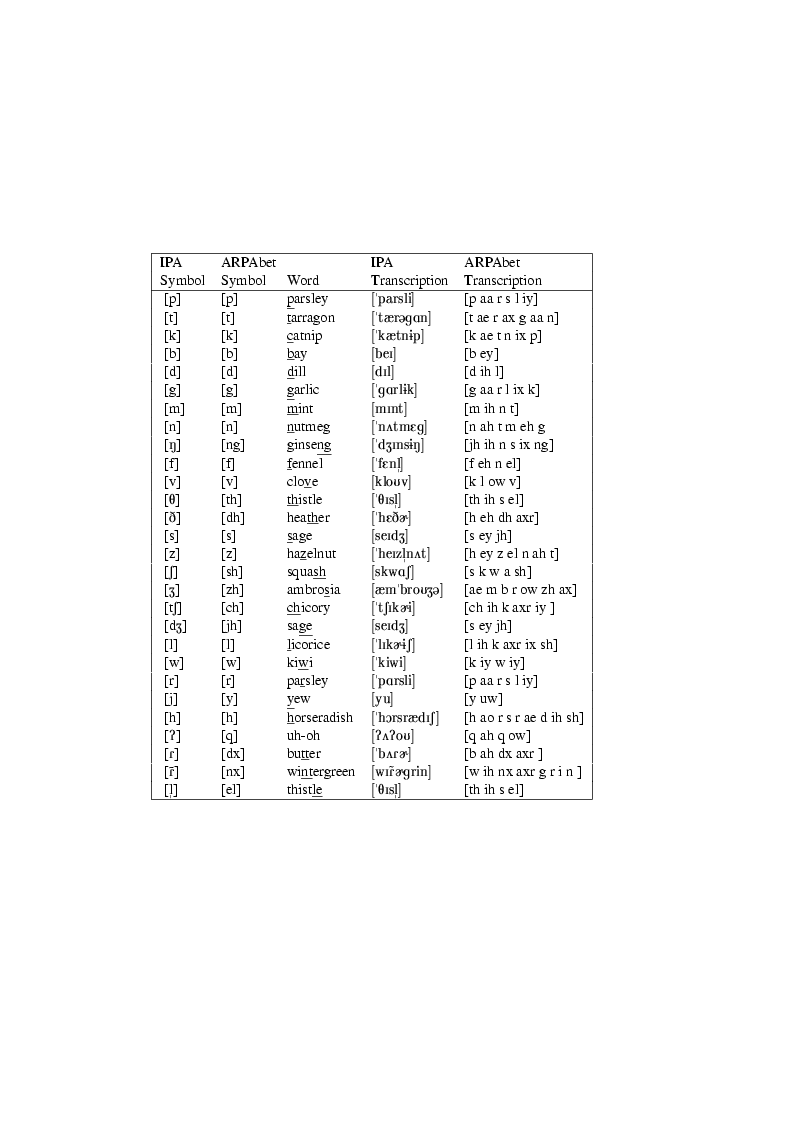 IPA ARPAbet IPA ARPAbet
Symbol Symbol Word Transcription Transcription
[p] [p] parsley [ˈparsli] [p aa r s l iy]
[t] [t] tarragon [ˈtærəgɑn] [t ae r ax g aa n]
[k] [k] catnip [ˈkætnɨp] [k ae t n ix p]
[b] [b] bay [beɪ] [b ey]
[d] [d] dill [dɪl] [d ih l]
[g] [g] garlic [ˈgɑrlɨk] [g aa r l ix k]
[m] [m] mint [mɪnt] [m ih n t]
[n] [n] nutmeg [ˈnʌtmɛg] [n ah t m eh g
[ŋ] [ng] ginseng [ˈdʒɪnsɨŋ] [jh ih n s ix ng]
[f] [f] fennel [ˈfɛnl̩] [f eh n el]
[v] [v] clove [kloʊv] [k l ow v]
[θ] [th] thistle [ˈθɪsl̩] [th ih s el]
[ð] [dh] heather [ˈhɛðɚ] [h eh dh axr]
[s] [s] sage [seɪdʒ] [s ey jh]
[z] [z] hazelnut [ˈheɪzl̩nʌt] [h ey z el n ah t]
[ʃ] [sh] squash [skwɑʃ] [s k w a sh]
[ʒ] [zh] ambrosia [æmˈbroʊʒə] [ae m b r ow zh ax]
[tʃ] [ch] chicory [ˈtʃɪkɚi] [ch ih k axr iy ]
[dʒ] [jh] sage [seɪdʒ] [s ey jh]
[l] [l] licorice [ˈlɪkɚɨʃ] [l ih k axr ix sh]
[w] [w] kiwi [ˈkiwi] [k iy w iy]
[r] [r] parsley [ˈpɑrsli] [p aa r s l iy]
[j] [y] yew [yu] [y uw]
[h] [h] horseradish [ˈhɔrsrædɪʃ] [h ao r s r ae d ih sh]
[ʔ] [q] uh-oh [ʔʌʔoʊ] [q ah q ow]
[ɾ] [dx] butter [ˈbʌɾɚ] [b ah dx axr ]
[ɾ̃] [nx] wintergreen [wɪɾ̃ɚgrin] [w ih nx axr g r i n ]
[l̩] [el] thistle [ˈθɪsl̩] [th ih s el]